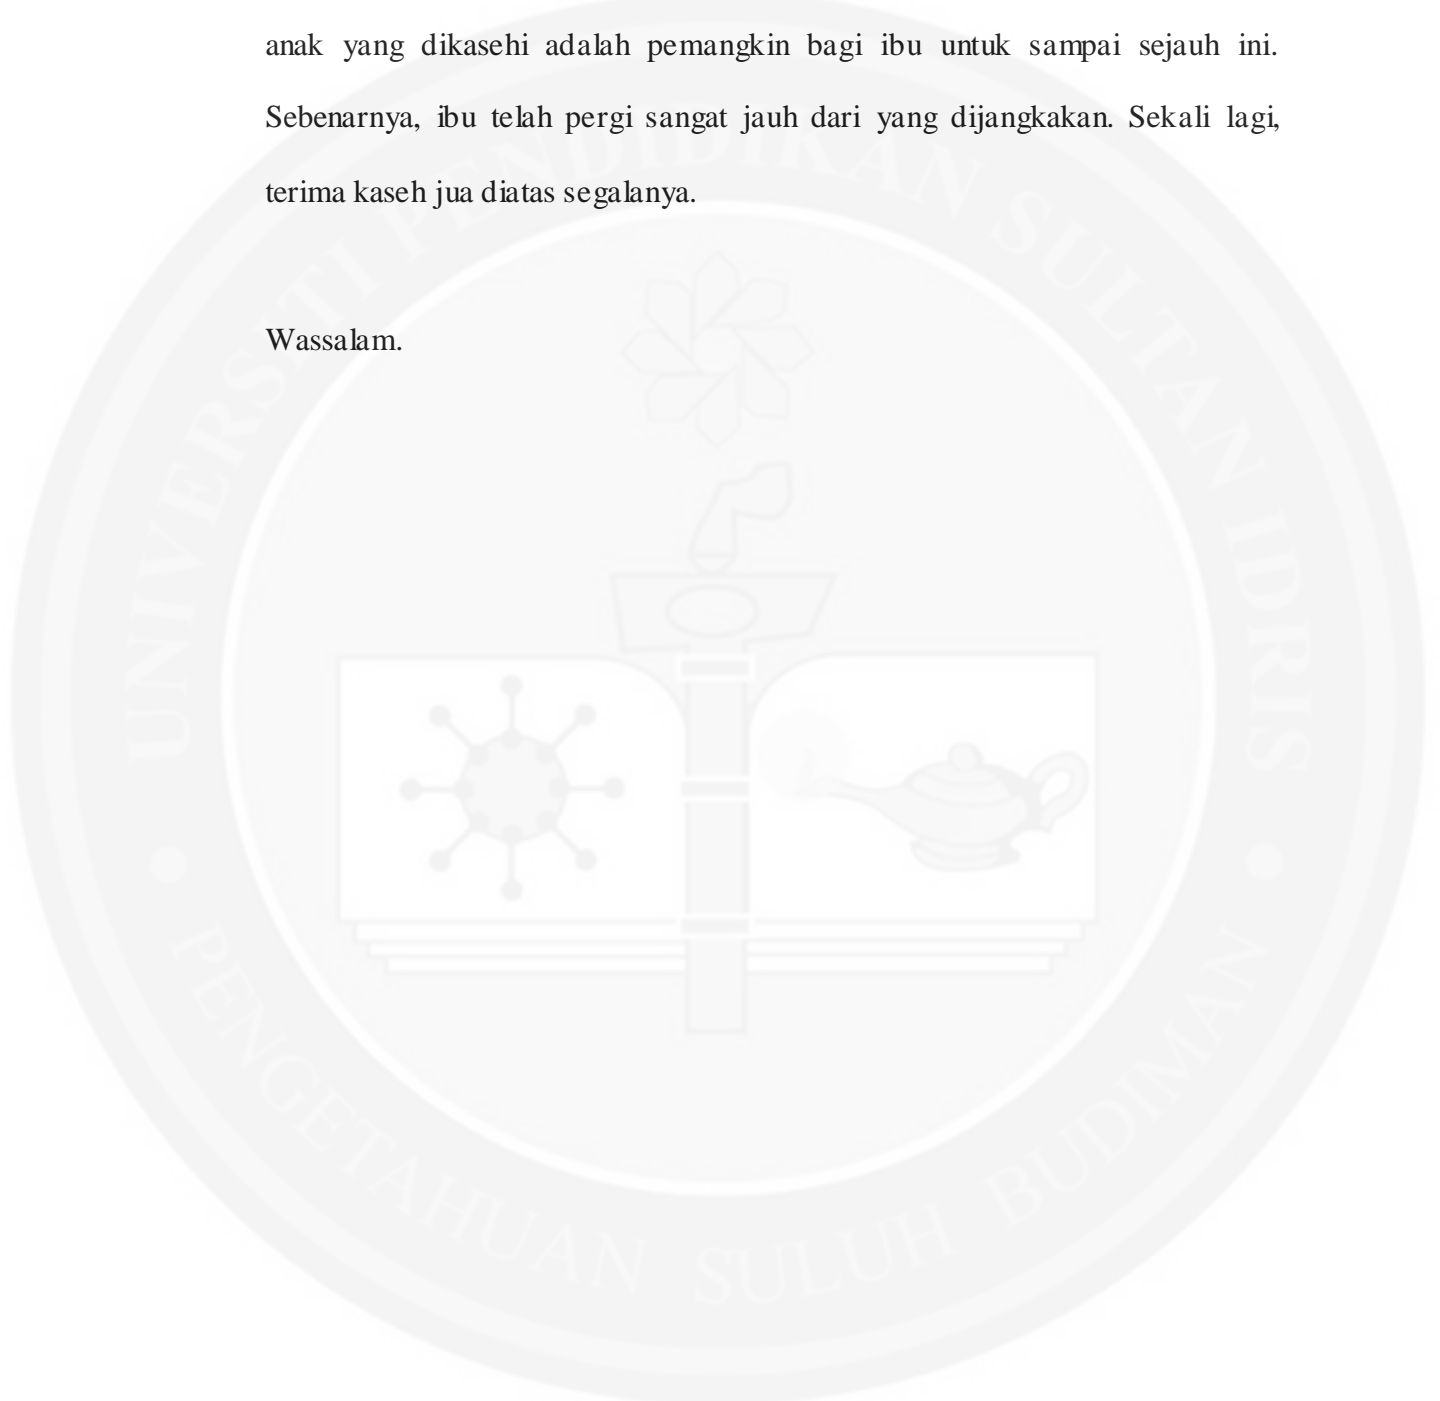 anak yang dikasehi adalah pemangkin bagi ibu untuk sampai sejauh ini.
Sebenarnya, ibu telah pergi sangat jauh dari yang dijangkakan. Sekali lagi,
terima kaseh jua diatas segalanya.
Wassalam.
UNIVERSITI PENDIDIKAN SULTAN IDRIS
PENGETAHUAN SULUH BUDIMAN